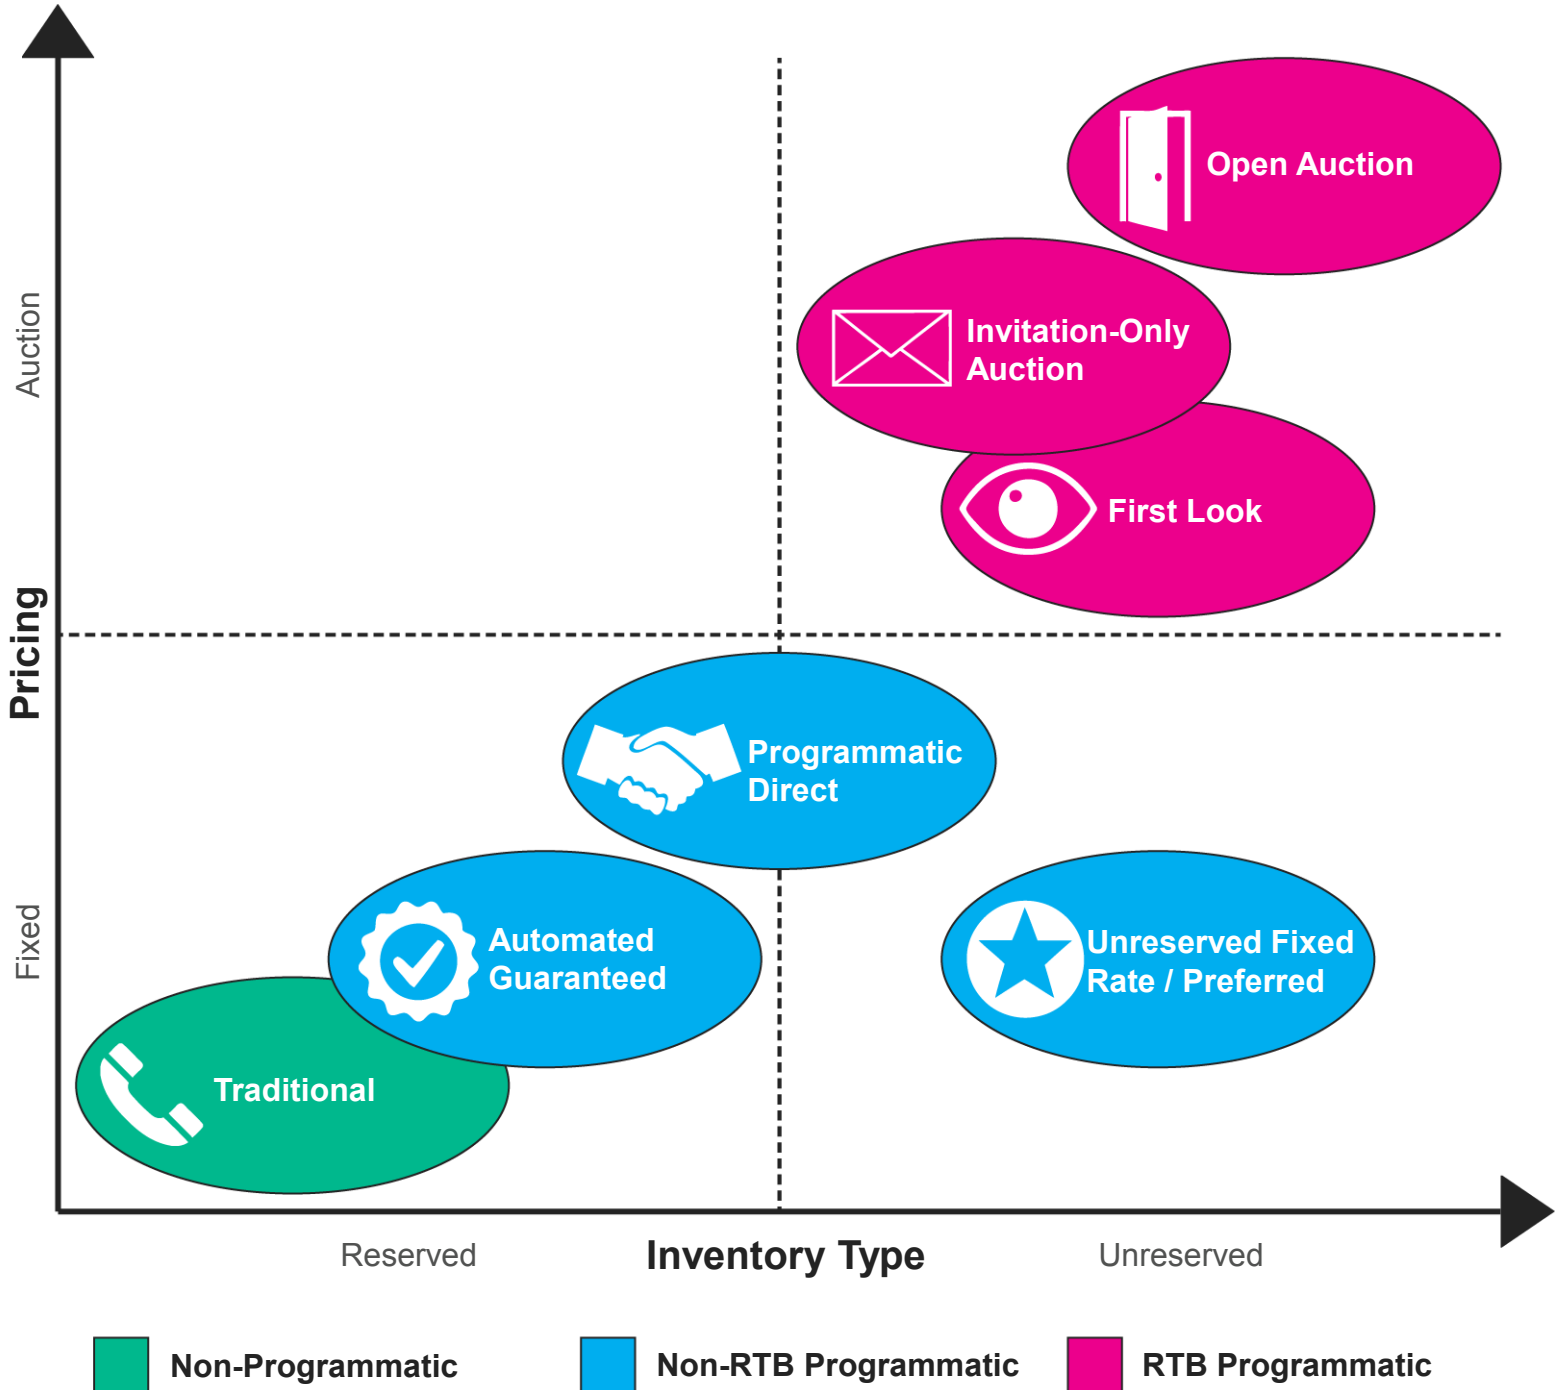 Open Auction
Invitation-Only
Auction
First Look
Auction
Pricing
Fixed
Programmatic
Direct
Automated
Guaranteed
Unreserved Fixed
Rate / Preferred
Traditional
Reserved
Inventory Type
Unreserved
Non-Programmatic
Non-RTB Programmatic
RTB Programmatic